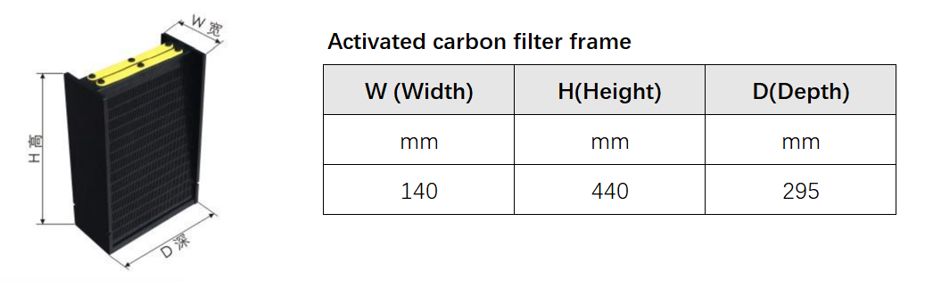 W 宽
H 高
D 深
Activated carbon filter frame
W (Width) H(Height) D(Depth)
mm mm mm
140 440 295